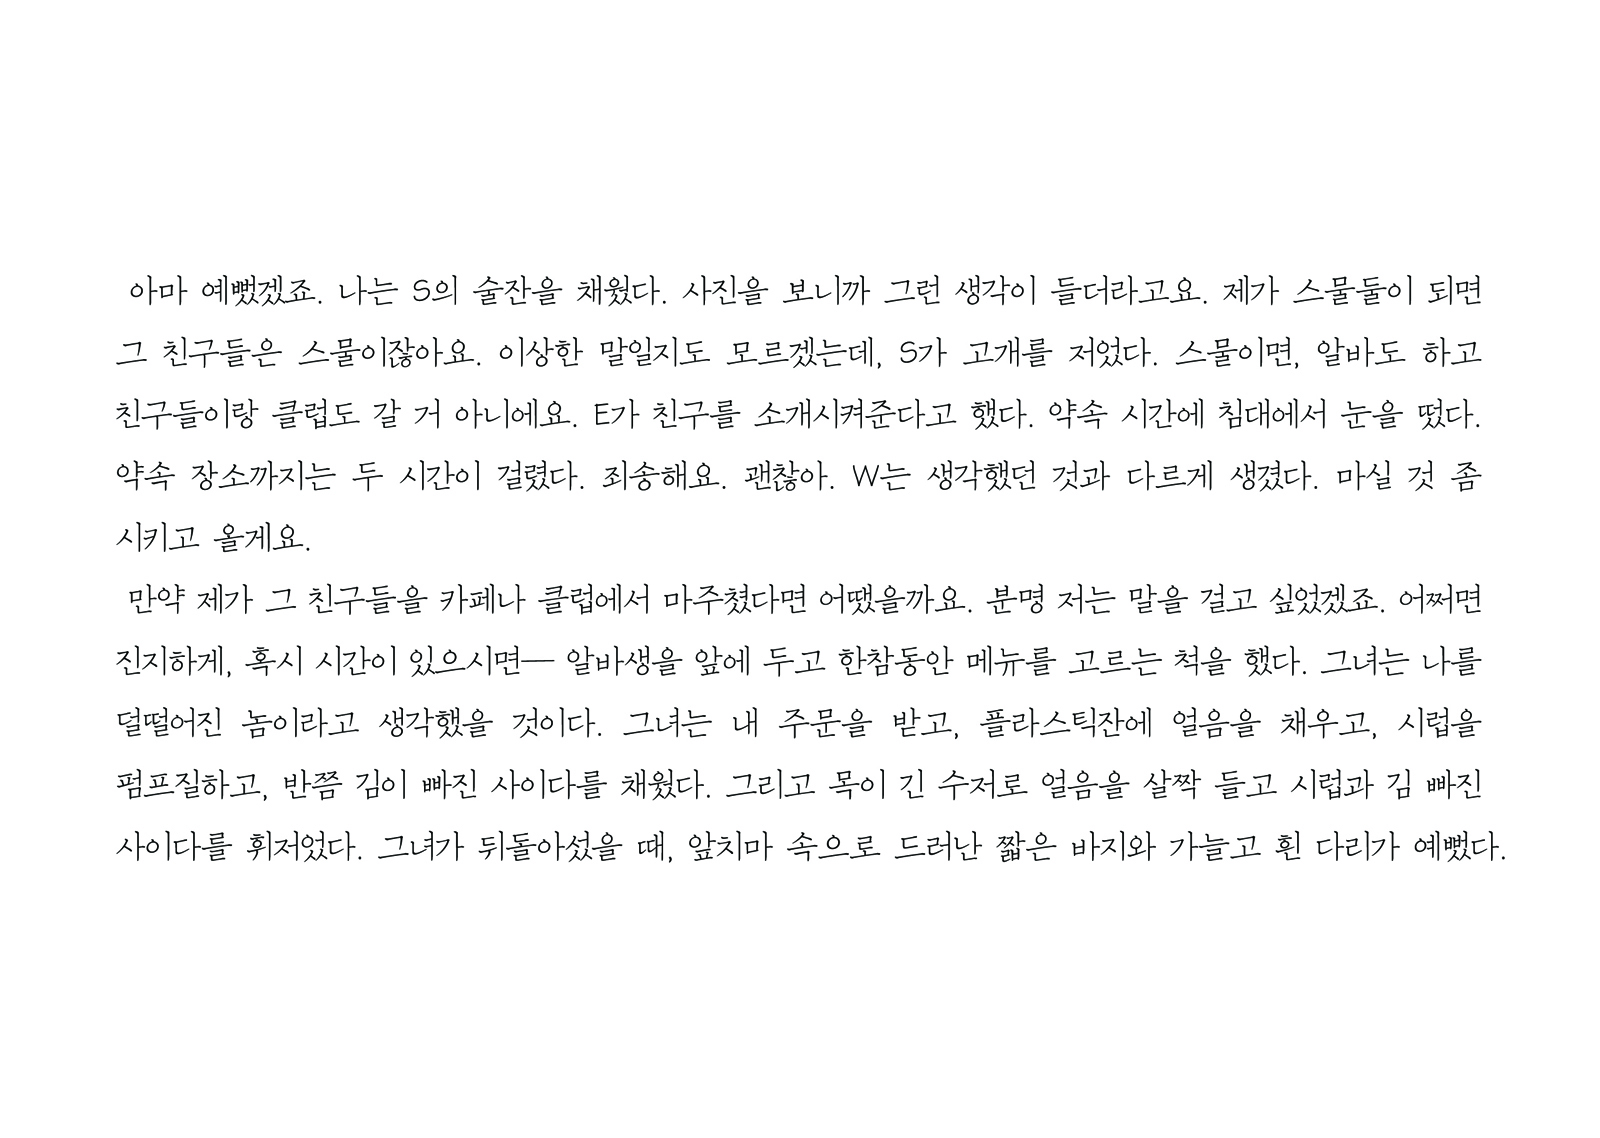 아마 예뻤겠죠. 나는 S의 술잔을 채웠다. 사진을 보니까 그런 생각이 들더라고요. 제가 스물둘이 되면
그 친구들은 스물이잖아요. 이상한 말일지도 모르겠는데, S가 고개를 저었다. 스물이면, 알바도 하고
친구들이랑 클럽도 갈 거 아니에요. E가 친구를 소개시켜준다고 했다. 약속 시간에 침대에서 눈을 떴다.
약속 장소까지는 두 시간이 걸렸다. 죄송해요. 괜찮아. W는 생각했던 것과 다르게 생겼다. 마실 것 좀
시키고 올게요.
만약 제가 그 친구들을 카페나 클럽에서 마주쳤다면 어땠을까요. 분명 저는 말을 걸고 싶었겠죠. 어쩌면
진지하게, 혹시 시간이 있으시면― 알바생을 앞에 두고 한참동안 메뉴를 고르는 척을 했다. 그녀는 나를
덜떨어진 놈이라고 생각했을 것이다. 그녀는 내 주문을 받고, 플라스틱잔에 얼음을 채우고, 시럽을
펌프질하고, 반쯤 김이 빠진 사이다를 채웠다. 그리고 목이 긴 수저로 얼음을 살짝 들고 시럽과 김 빠진
사이다를 휘저었다. 그녀가 뒤돌아섰을 때, 앞치마 속으로 드러난 짧은 바지와 가늘고 흰 다리가 예뻤다.